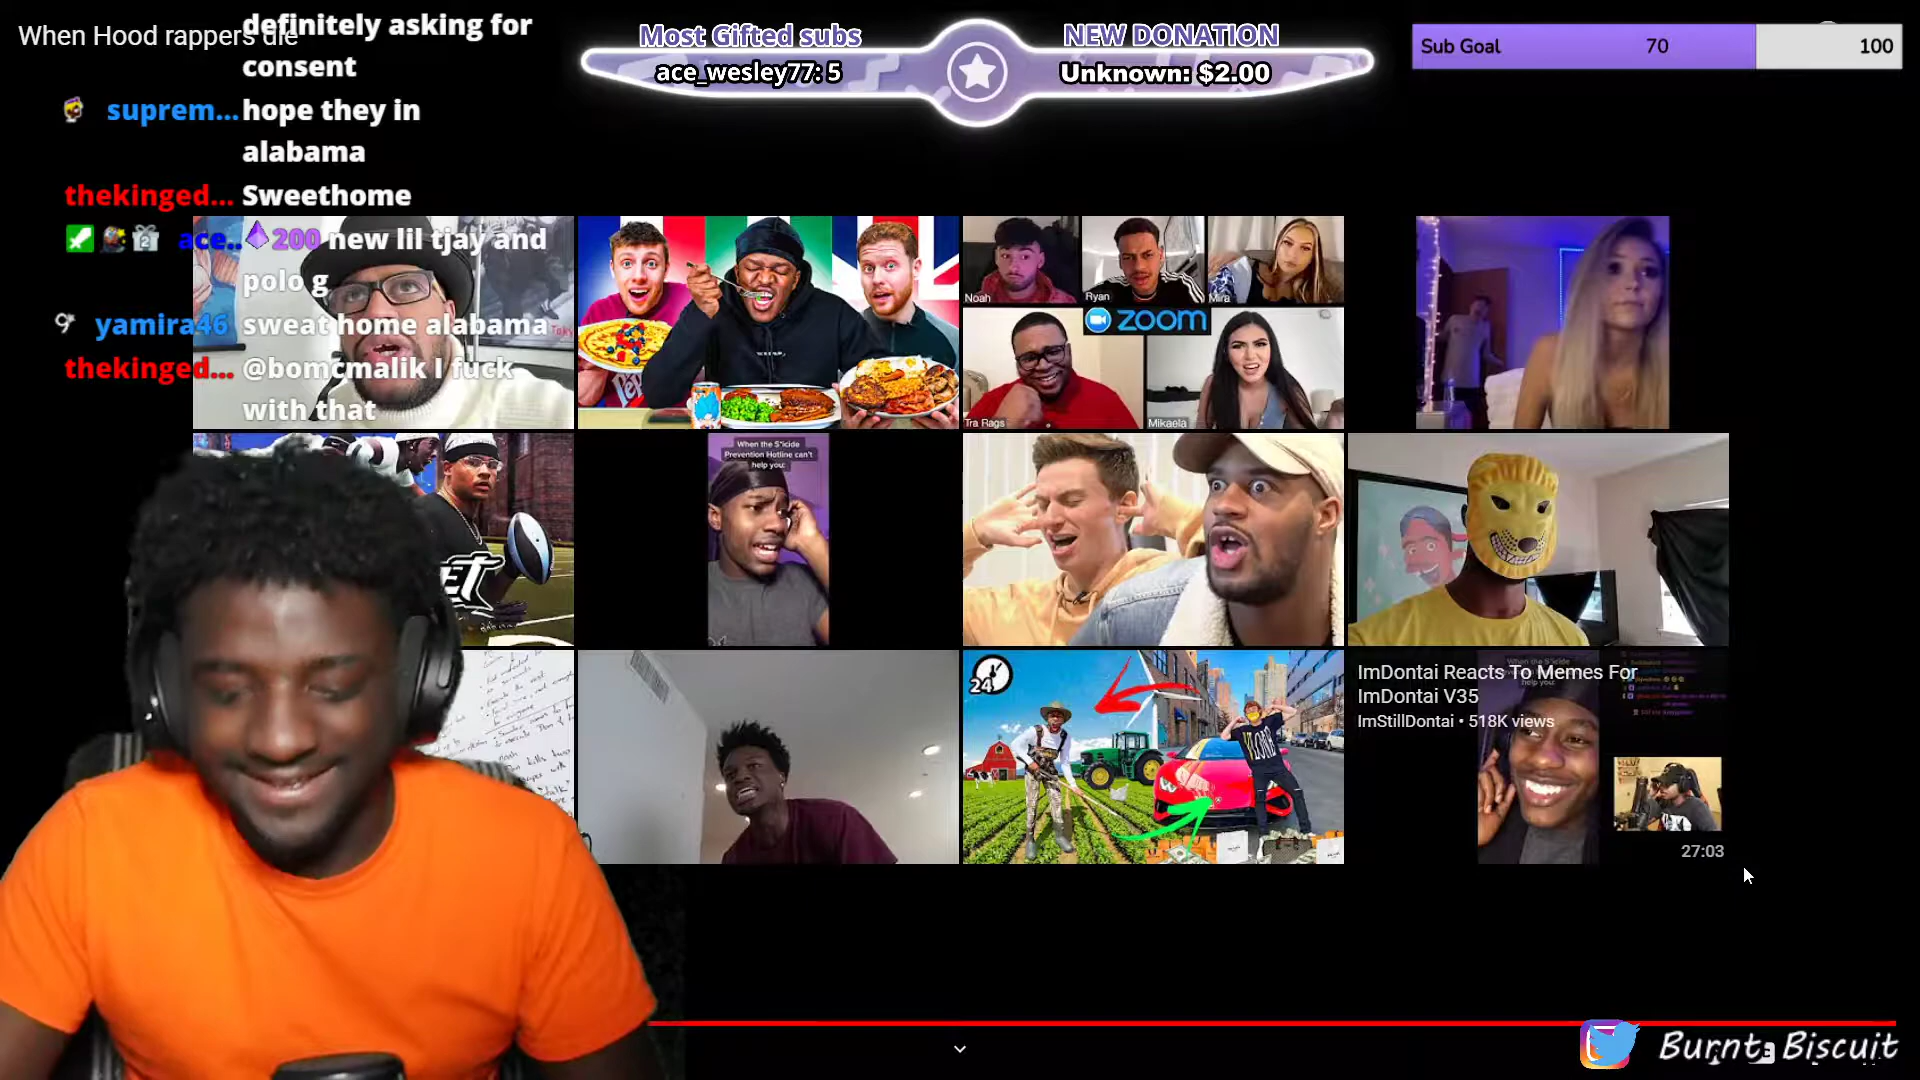 When Hood rappers die
definitely asking for
consent
suprem... hope they in
alabama
thekinged... Sweethome
ace.. 200 new lil tjay and
polo g
yamira46 sweat home alabama
thekinged... @bomcmalik I fuck
with that
Most Gifted subs
ace_wesley77: 5
NEW DONATION
Unknown: $2.00
Sub Goal 70 100
Noah
Ryan
Mira
zoom
Tra Rags
Mikaela
When the S*icide
Prevention Hotline can't
help you:
24
ImDontai Reacts To Memes For
ImDontai V35
ImStillDontai • 518K views
27:03
Burnt Biscuit